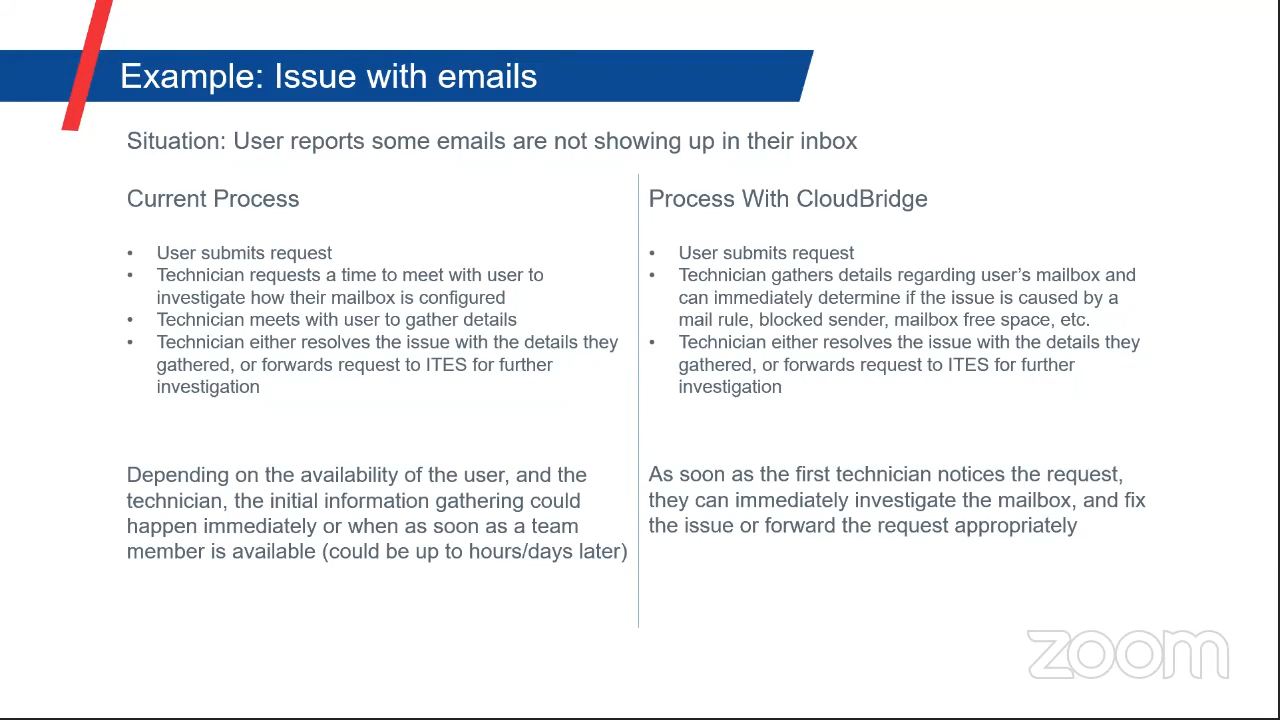 Example: Issue with emails
Situation: User reports some emails are not showing up in their inbox
Current Process
• User submits request
• Technician requests a time to meet with user to
investigate how their mailbox is configured
• Technician meets with user to gather details
• Technician either resolves the issue with the details they
gathered, or forwards request to ITES for further
investigation
Depending on the availability of the user, and the
technician, the initial information gathering could
happen immediately or when as soon as a team
member is available (could be up to hours/days later)
Process With CloudBridge
• User submits request
• Technician gathers details regarding user’s mailbox and
can immediately determine if the issue is caused by a
mail rule, blocked sender, mailbox free space, etc.
• Technician either resolves the issue with the details they
gathered, or forwards request to ITES for further
investigation
As soon as the first technician notices the request,
they can immediately investigate the mailbox, and fix
the issue or forward the request appropriately
zoom